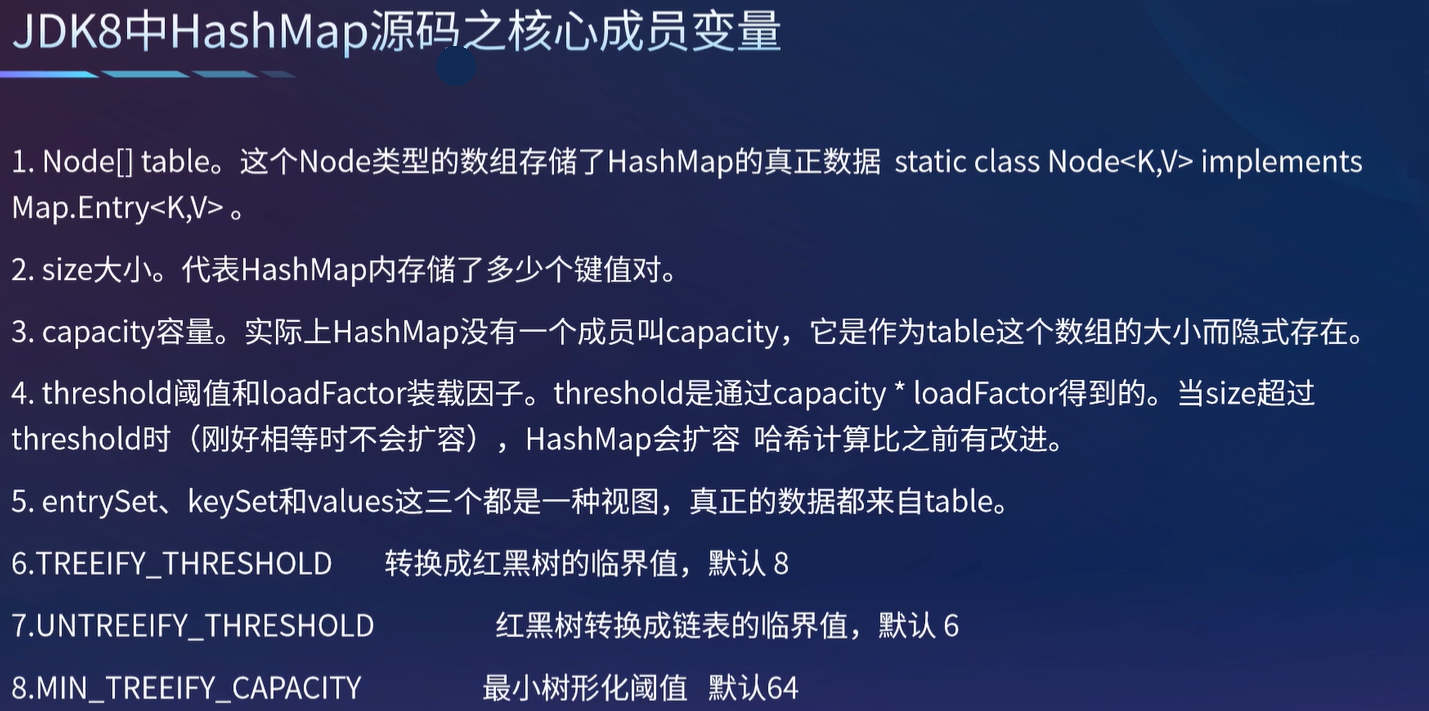 JDK8中HashMap源码之核心成员变量
1. Node[] table。这个Node类型的数组存储了HashMap的真正数据 static class Node<K,V> implements
Map.Entry<K,V> 。
2. size大小。代表HashMap内存储了多少个键值对。
3. capacity容量。实际上HashMap没有一个成员叫capacity，它是作为table这个数组的大小而隐式存在。
4. threshold阈值和loadFactor装载因子。threshold是通过capacity * loadFactor得到的。当size超过
threshold时（刚好相等时不会扩容），HashMap会扩容 哈希计算比之前有改进。
5. entrySet、keySet和values这三个都是一种视图，真正的数据都来自table。
6.TREEIFY_THRESHOLD 转换成红黑树的临界值，默认 8
7.UNTREEIFY_THRESHOLD 红黑树转换成链表的临界值，默认 6
8.MIN_TREEIFY_CAPACITY 最小树形化阈值 默认64